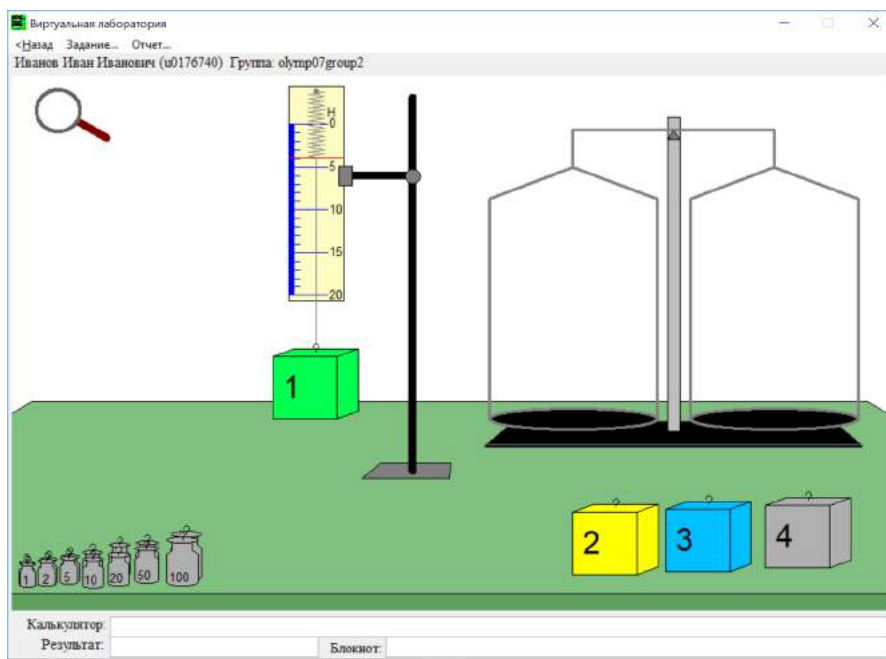 Виртуальная лаборатория
<Назад Задание... Отчет...
Иванов Иван Иванович (u0176740) Группа: olymp07group2
Н
0
5
10
15
20
1
2 3 4
1 2 5 10 20 50 100
Калькулятор:
Результат: Блокнот: